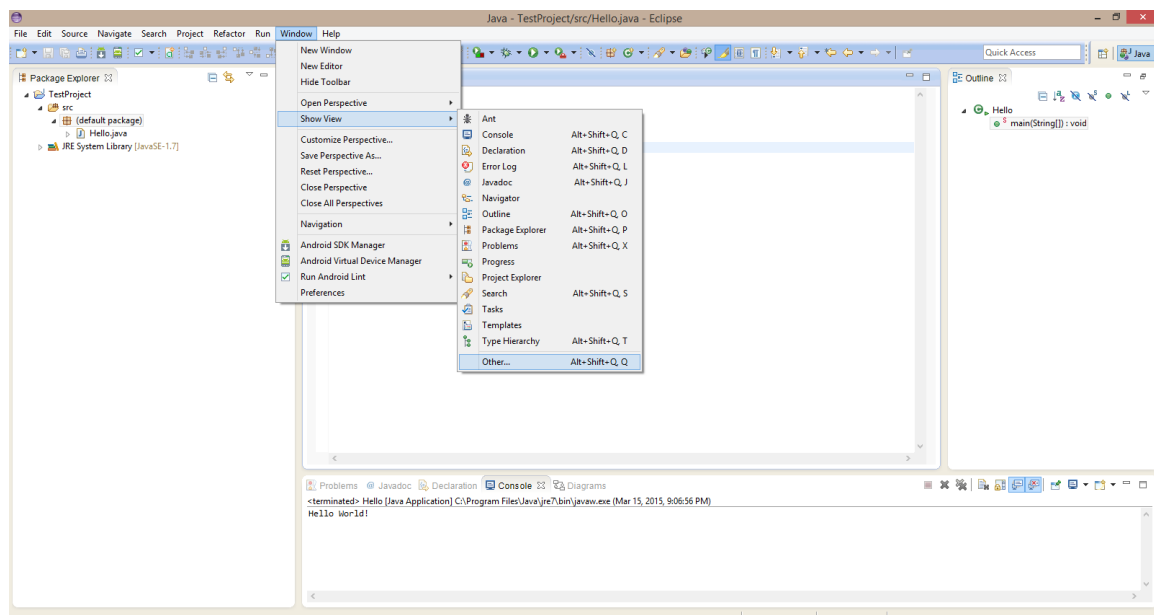 Java - TestProject/src/Hello.java - Eclipse
File Edit Source Navigate Search Project Refactor Run Window Help
Quick Access
Java
Package Explorer
TestProject
src
(default package)
Hello.java
JRE System Library [JavaSE-1.7]
New Window
New Editor
Hide Toolbar
Open Perspective
Show View
Customize Perspective...
Save Perspective As...
Reset Perspective...
Close Perspective
Close All Perspectives
Navigation
Android SDK Manager
Android Virtual Device Manager
Run Android Lint
Preferences
Ant
Console Alt+Shift+Q, C
Declaration Alt+Shift+Q, D
Error Log Alt+Shift+Q, L
Javadoc Alt+Shift+Q, J
Navigator
Outline Alt+Shift+Q, O
Package Explorer Alt+Shift+Q, P
Problems Alt+Shift+Q, X
Progress
Project Explorer
Search Alt+Shift+Q, S
Tasks
Templates
Type Hierarchy Alt+Shift+Q, T
Other... Alt+Shift+Q, Q
Outline
Hello
main(String[]) : void
Problems @ Javadoc Declaration Console Diagrams
<terminated> Hello [Java Application] C:\Program Files\Java\jre7\bin\javaw.exe (Mar 15, 2015, 9:06:56 PM)
Hello World!